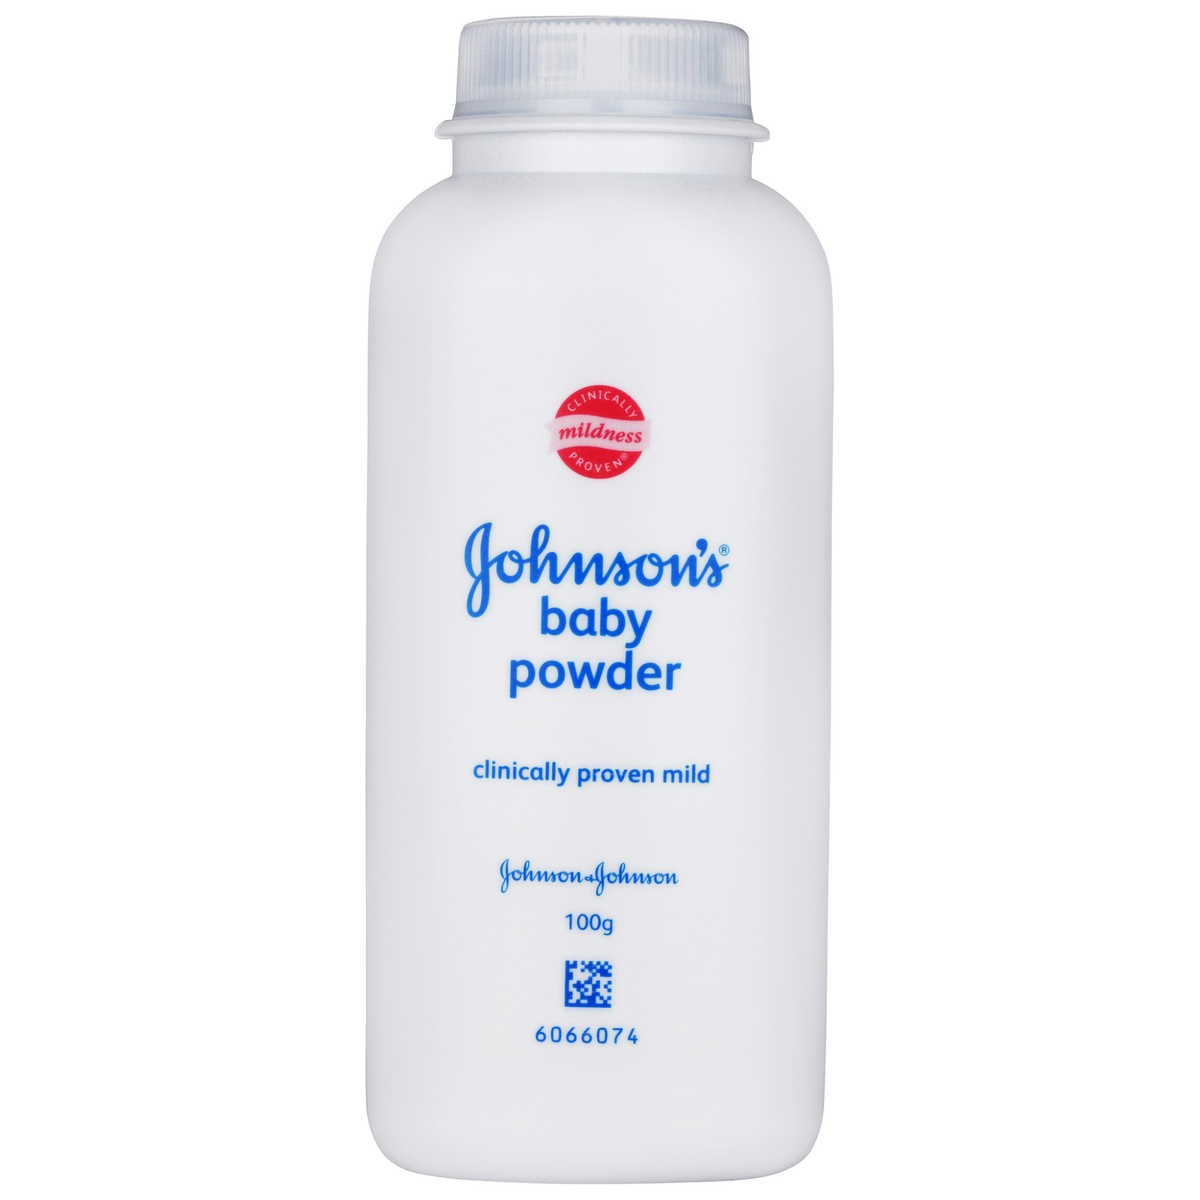 CLINICALLY
mildness
PROVEN®
Johnson's®
baby
powder
clinically proven mild
Johnson & Johnson
100g
6066074